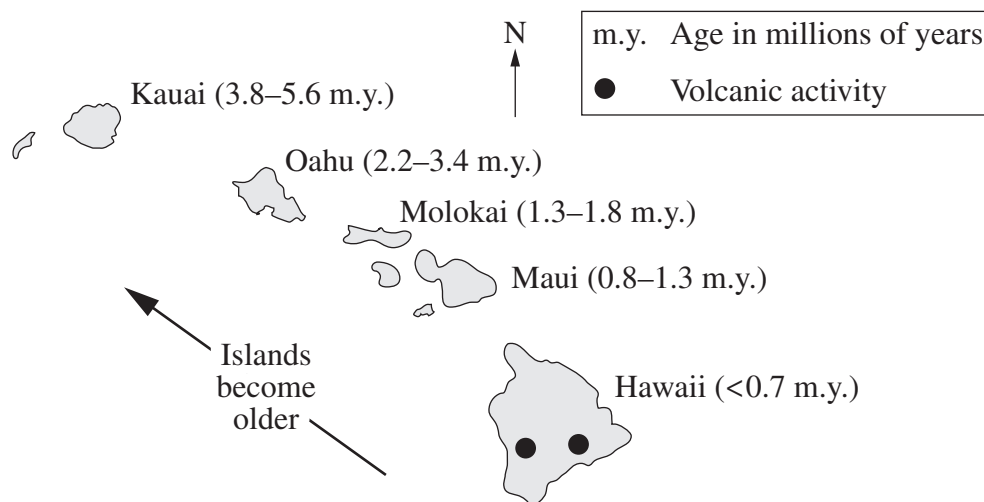 N
m.y. Age in millions of years
Volcanic activity
Kauai (3.8–5.6 m.y.)
Oahu (2.2–3.4 m.y.)
Molokai (1.3–1.8 m.y.)
Maui (0.8–1.3 m.y.)
Islands
become
older
Hawaii (<0.7 m.y.)